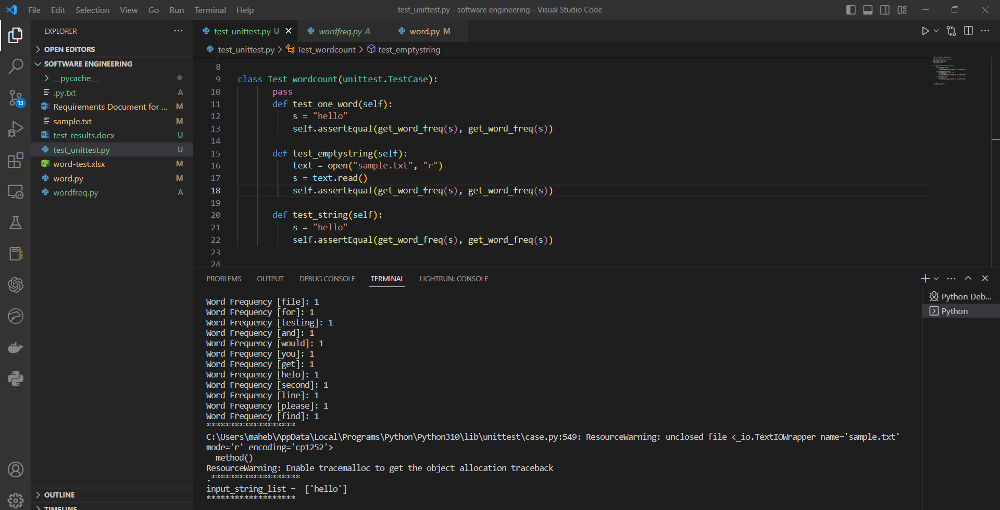 File Edit Selection View Go Run Terminal Help
test_unittest.py - software engineering - Visual Studio Code
EXPLORER
OPEN EDITORS
SOFTWARE ENGINEERING
__pycache__
.py.txt A
Requirements Document for ... M
sample.txt M
test_results.docx U
test_unittest.py U
word-test.xlsx M
word.py M
wordfreq.py A
OUTLINE
TIMELINE
13
test_unittest.py U
wordfreq.py A
word.py M
test_unittest.py > Test_wordcount > test_emptystring
8
9 class Test_wordcount(unittest.TestCase):
10 pass
11 def test_one_word(self):
12 s = "hello"
13 self.assertEqual(get_word_freq(s), get_word_freq(s))
14
15 def test_emptystring(self):
16 text = open("sample.txt", "r")
17 s = text.read()
18 self.assertEqual(get_word_freq(s), get_word_freq(s))
19
20 def test_string(self):
21 s = "hello"
22 self.assertEqual(get_word_freq(s), get_word_freq(s))
23
24
PROBLEMS OUTPUT DEBUG CONSOLE TERMINAL LIGHTRUN: CONSOLE
Word Frequency [file]: 1
Word Frequency [for]: 1
Word Frequency [testing]: 1
Word Frequency [and]: 1
Word Frequency [would]: 1
Word Frequency [you]: 1
Word Frequency [get]: 1
Word Frequency [helo]: 1
Word Frequency [second]: 1
Word Frequency [line]: 1
Word Frequency [please]: 1
Word Frequency [find]: 1
*******************
C:\Users\maheb\AppData\Local\Programs\Python\Python310\lib\unittest\case.py:549: ResourceWarning: unclosed file <_io.TextIOWrapper name='sample.txt'
mode='r' encoding='cp1252'>
method()
ResourceWarning: Enable tracemalloc to get the object allocation traceback
.*******************
input_string_list = ['hello']
*******************
Python Deb...
Python